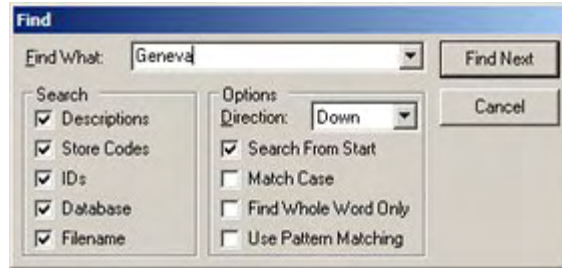 Find
Find What: Geneva
Find Next
Cancel
Search
Descriptions
Store Codes
IDs
Database
Filename
Options
Direction: Down
Search From Start
Match Case
Find Whole Word Only
Use Pattern Matching